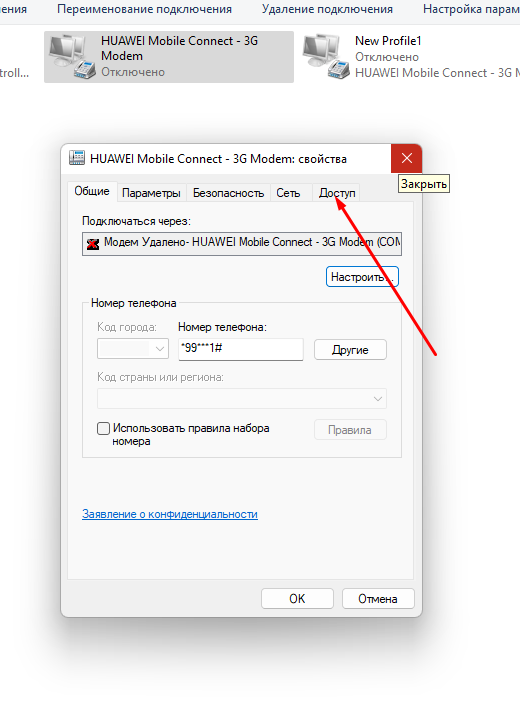 ения Переименование подключения Удаление подключения Настройка парам
HUAWEI Mobile Connect - 3G
Modem
Отключено
New Profile1
Отключено
troll... HUAWEI Mobile Connect - 3G M
HUAWEI Mobile Connect - 3G Modem: свойства
Закрыть
Общие Параметры Безопасность Сеть Доступ
Подключаться через:
Модем Удалено- HUAWEI Mobile Connect - 3G Modem (COM
Настроить...
Номер телефона
Код города: Номер телефона:
*99***1# Другие
Код страны или региона:
Использовать правила набора
номера
Правила
Заявление о конфиденциальности
OK Отмена